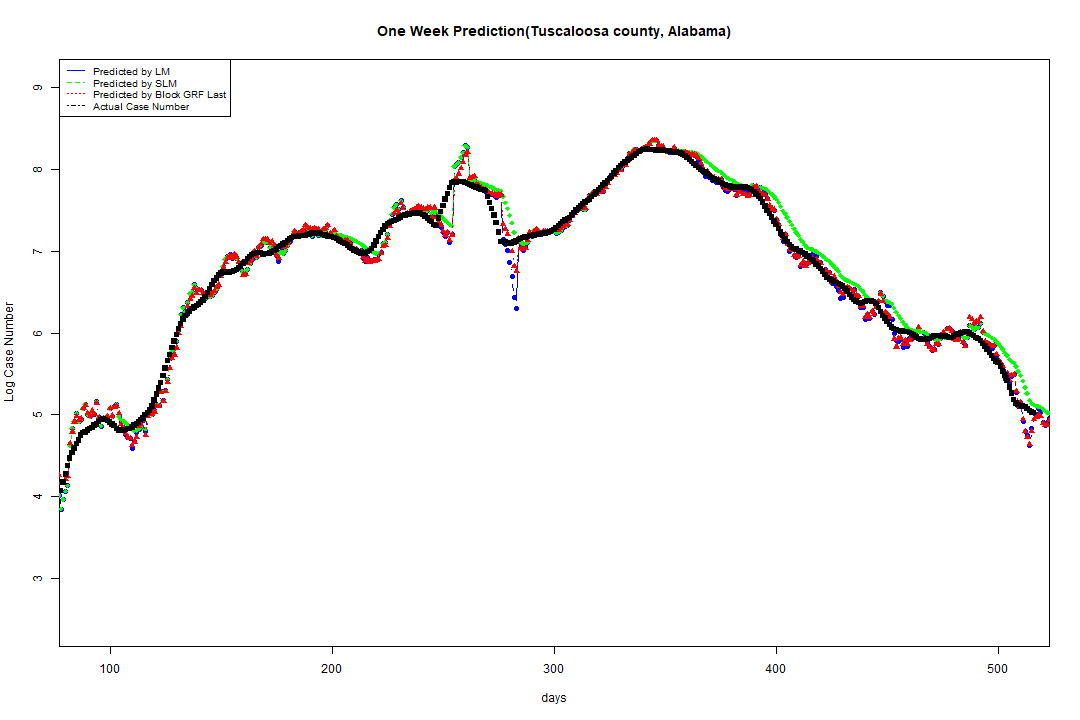 One Week Prediction(Tuscaloosa county, Alabama)
Predicted by LM
Predicted by SLM
Predicted by Block GRF Last
Actual Case Number
Log Case Number
9
8
7
6
5
4
3
100 200 300 400 500
days